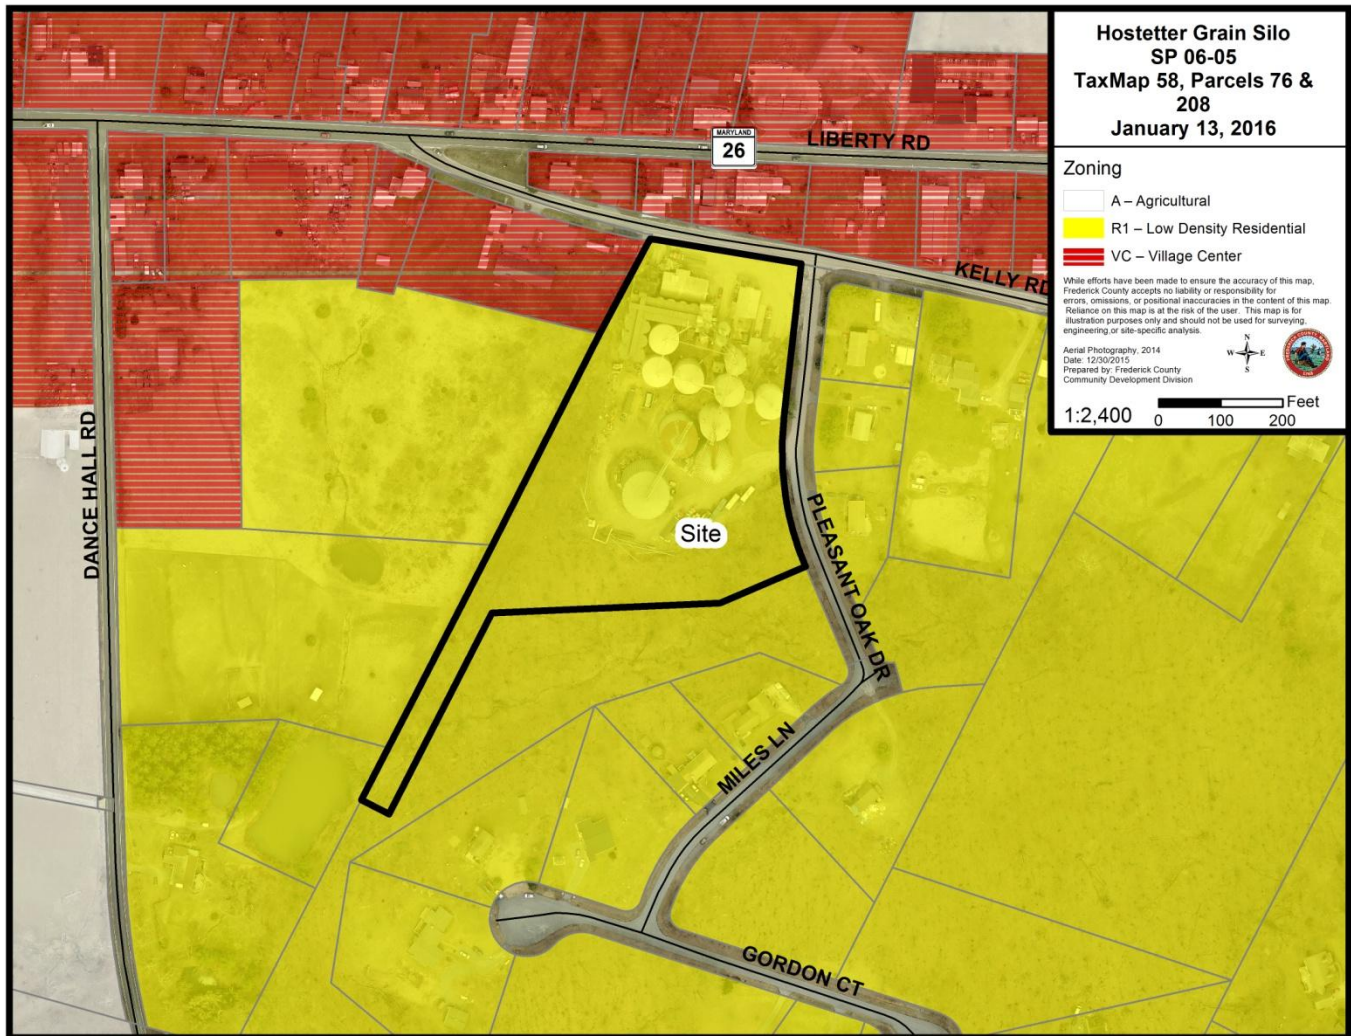 Hostetter Grain Silo
SP 06-05
TaxMap 58, Parcels 76 &
208
January 13, 2016
Zoning
A – Agricultural
R1 – Low Density Residential
VC – Village Center
While efforts have been made to ensure the accuracy of this map,
Frederick County accepts no liability or responsibility for
errors, omissions, or positional inaccuracies in the content of this map.
Reliance on this map is at the risk of the user. This map is for
illustration purposes only and should not be used for surveying,
engineering,or site-specific analysis.
Aerial Photography, 2014
Date: 12/30/2015
Prepared by: Frederick County
Community Development Division
N
W E
S
1:2,400
Feet
0 100 200
MARYLAND
26
LIBERTY RD
KELLY RD
DANCE HALL RD
Site
PLEASANT OAK DR
MILES LN
GORDON CT